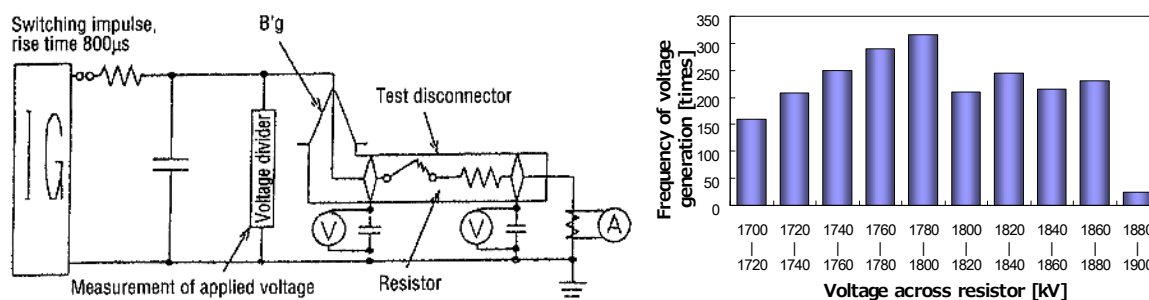 Switching impulse,
rise time 800μs
B'g
Test disconnector
IG
Voltage divider
V
V
A
Measurement of applied voltage
Resistor
Frequency of voltage
generation [times]
350
300
250
200
150
100
50
0
1700 1720 1740 1760 1780 1800 1820 1840 1860 1880
| | | | | | | | | |
1720 1740 1760 1780 1800 1820 1840 1860 1880 1900
Voltage across resistor [kV]